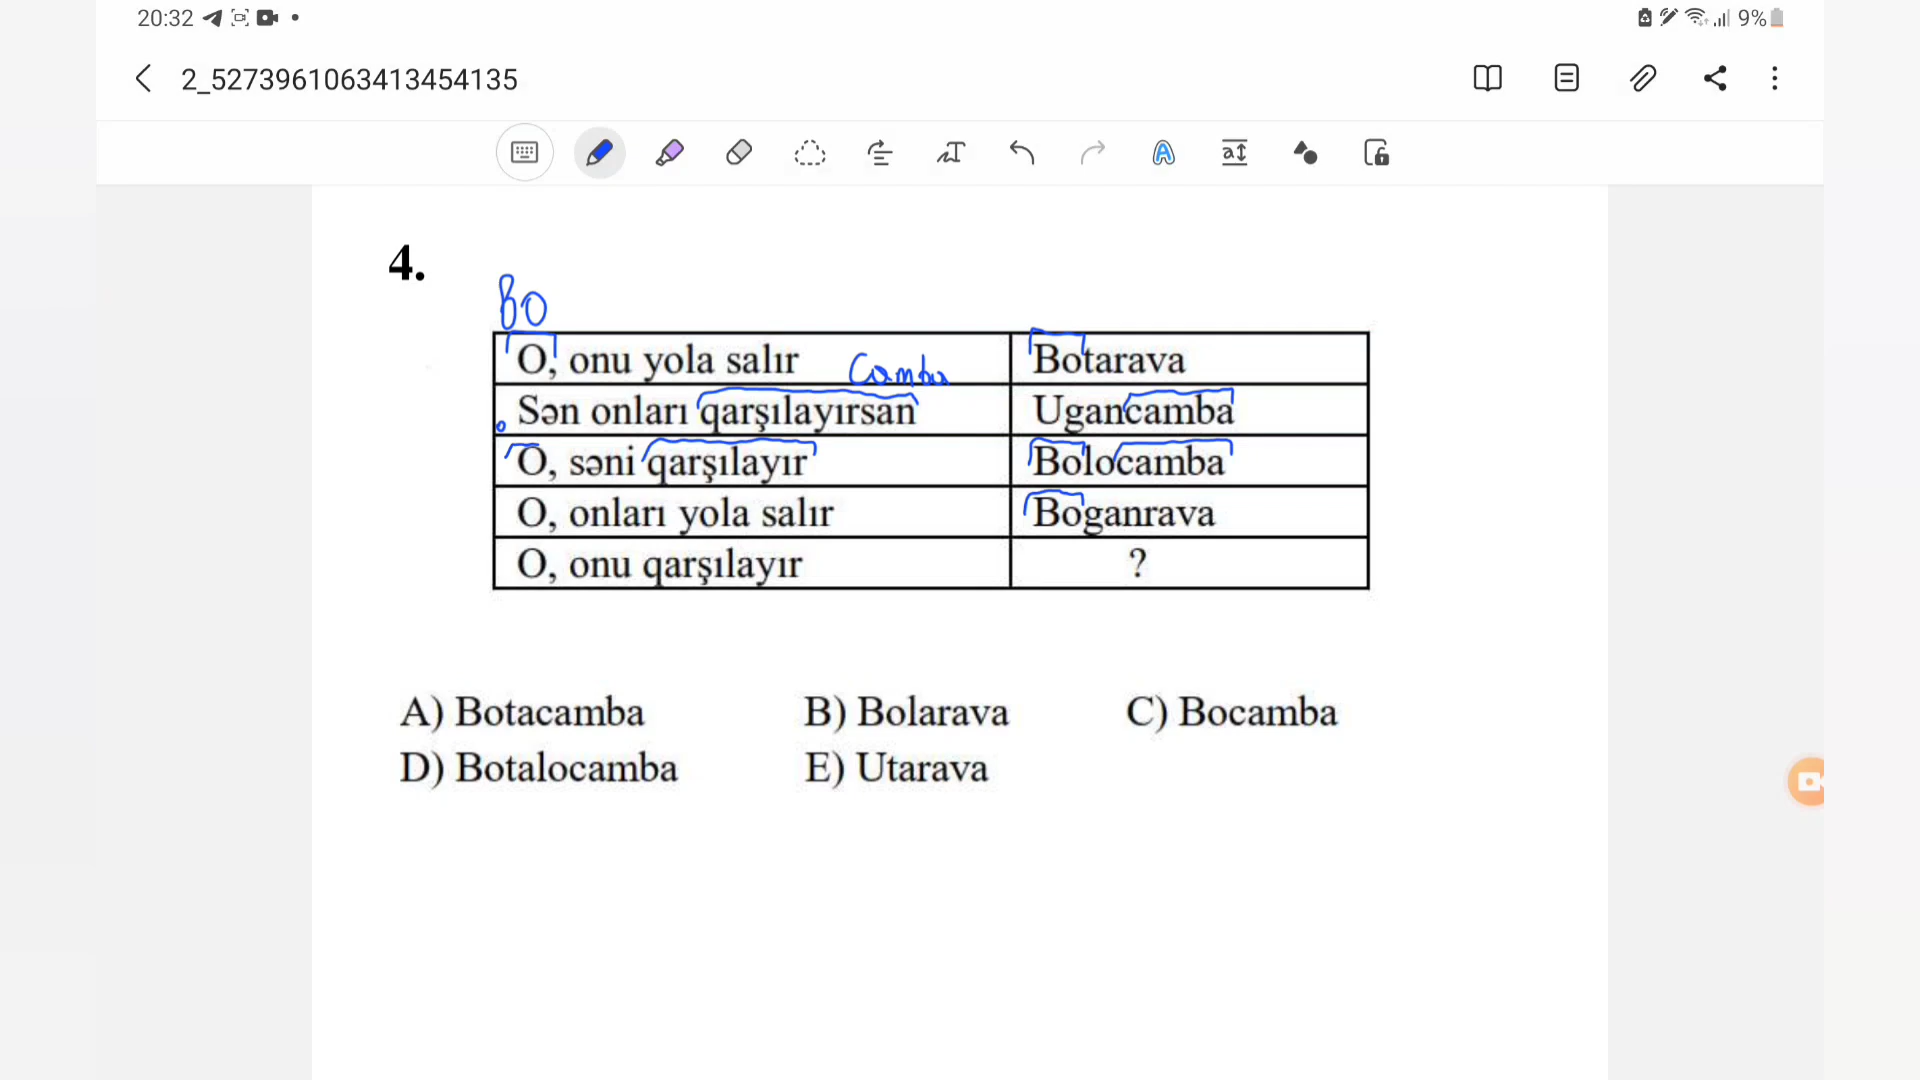 20:32 9%
2_5273961063413454135
4.
Bo
O, onu yola salır Botarava
Camba
Sən onları qarşılayırsan Ugancamba
O, səni qarşılayır Bolocamba
O, onları yola salır Boganrava
O, onu qarşılayır ?
A) Botacamba B) Bolarava C) Bocamba
D) Botalocamba E) Utarava